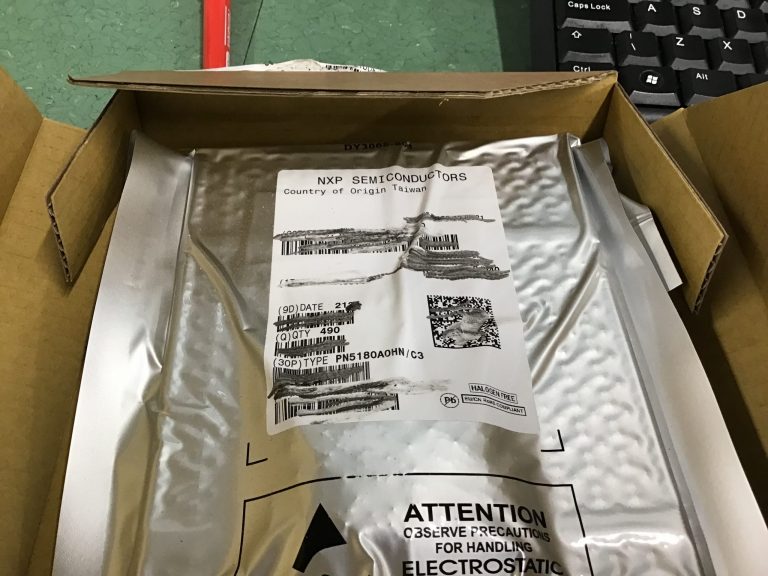 Caps Lock
A
S
D
Z
X
Ctrl
Alt
NXP SEMICONDUCTORS
Country of Origin Taiwan
(9D)DATE
(Q)QTY 490
(30P)TYPE PN5180A0HN/C3
HALOGEN FREE
Pb
ATTENTION
OBSERVE PRECAUTIONS
FOR HANDLING
ELECTROSTATIC